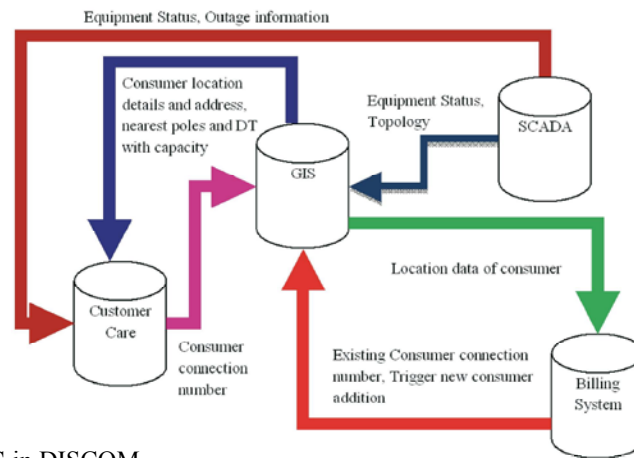 Equipment Status, Outage information
Consumer location
details and address,
nearest poles and DT
with capacity
Equipment Status,
Topology
SCADA
GIS
Location data of consumer
Customer
Care
Consumer
connection
number
Existing Consumer connection
number, Trigger new consumer
addition
Billing
System
in DISCOM